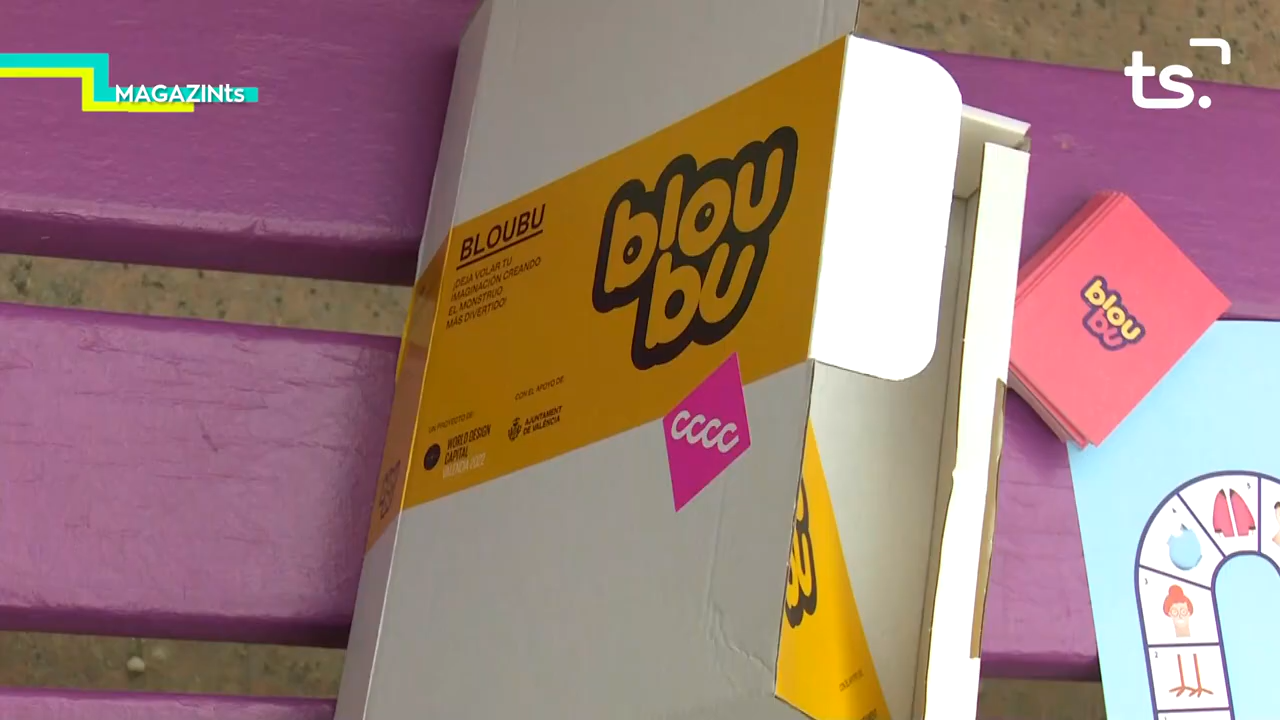 MAGAZINts
ts.
BLOUBU
¡DEJA VOLAR TU
IMAGINACIÓN CREANDO
EL MONSTRUO
MÁS DIVERTIDO!
blou
bu
UN PROYECTO DE:
WORLD DESIGN
CAPITAL
VALENCIA 2022
CON EL APOYO DE:
AJUNTAMENT
DE VALÈNCIA
cccc
blou
bu